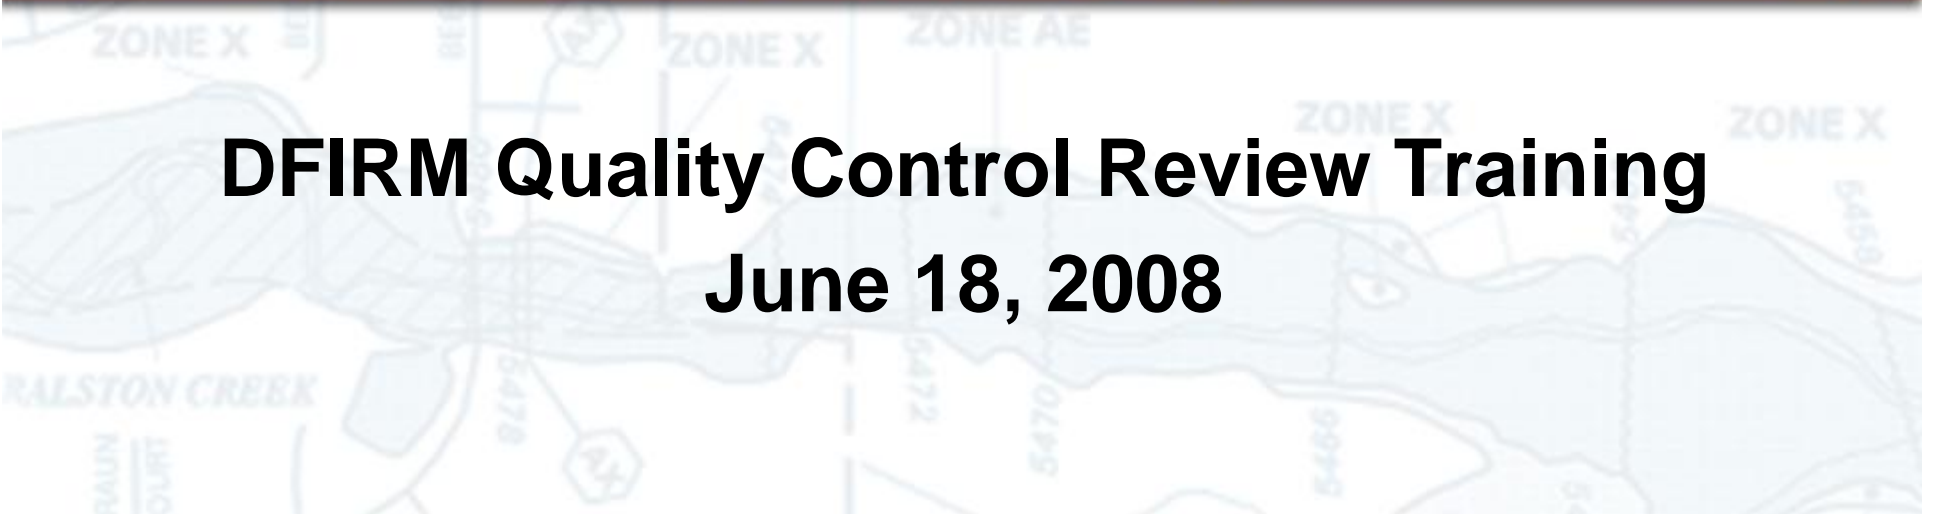 ZONE X
ZONE X
ZONE AE
ZONE X
ZONE X
DFIRM Quality Control Review Training
June 18, 2008
RALSTON CREEK
5478
5472
5470
5466
5458